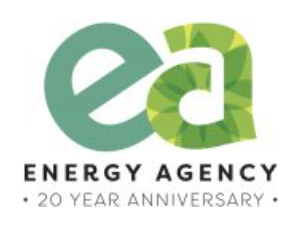 ea
ENERGY AGENCY
• 20 YEAR ANNIVERSARY •